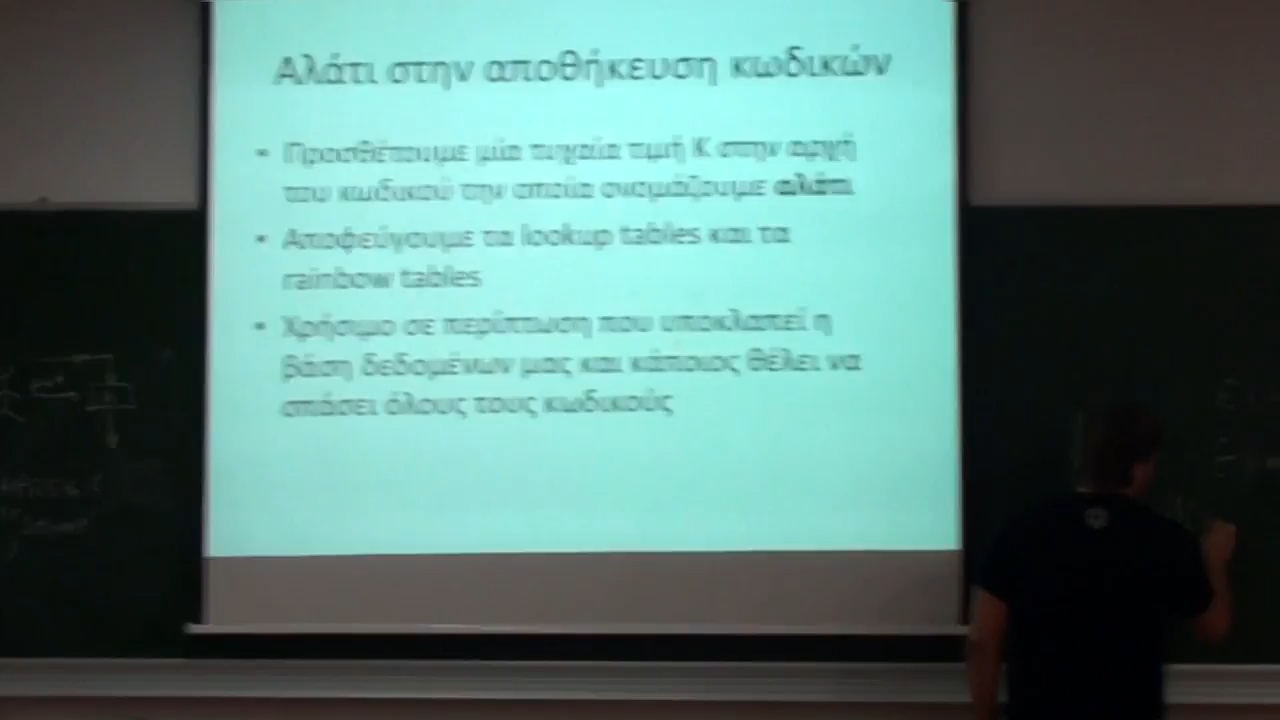 Αλάτι στην αποθήκευση κωδικών
• Προσθέτουμε μία τυχαία τιμή K στην αρχή
του κωδικού την οποία ονομάζουμε αλάτι
• Αποφεύγουμε τα lookup tables και τα
rainbow tables
• Χρήσιμο σε περίπτωση που υποκλαπεί η
βάση δεδομένων μας και κάποιος θέλει να
σπάσει όλους τους κωδικούς